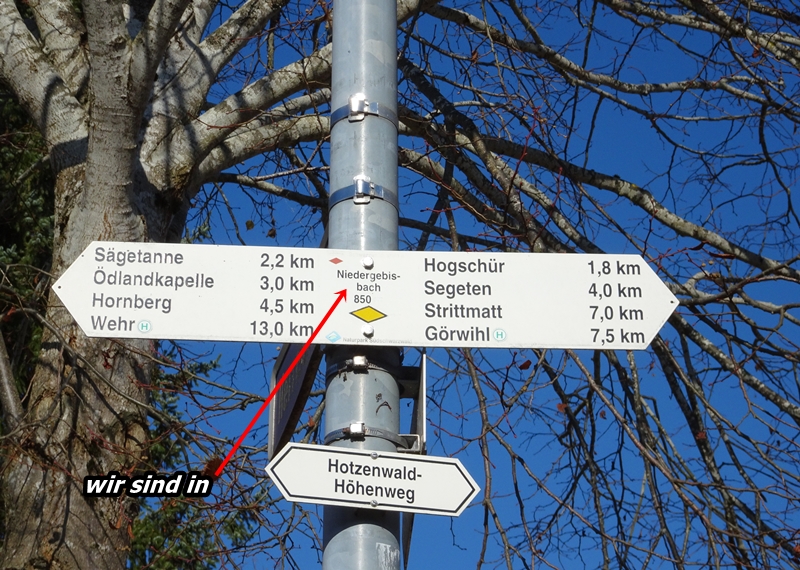 Sägetanne 2,2 km
Ödlandkapelle 3,0 km
Hornberg 4,5 km
Wehr H 13,0 km
Niedergebis-
bach
850
Hogschür 1,8 km
Segeten 4,0 km
Strittmatt 7,0 km
Görwihl H 7,5 km
wir sind in
Hotzenwald-
Höhenweg